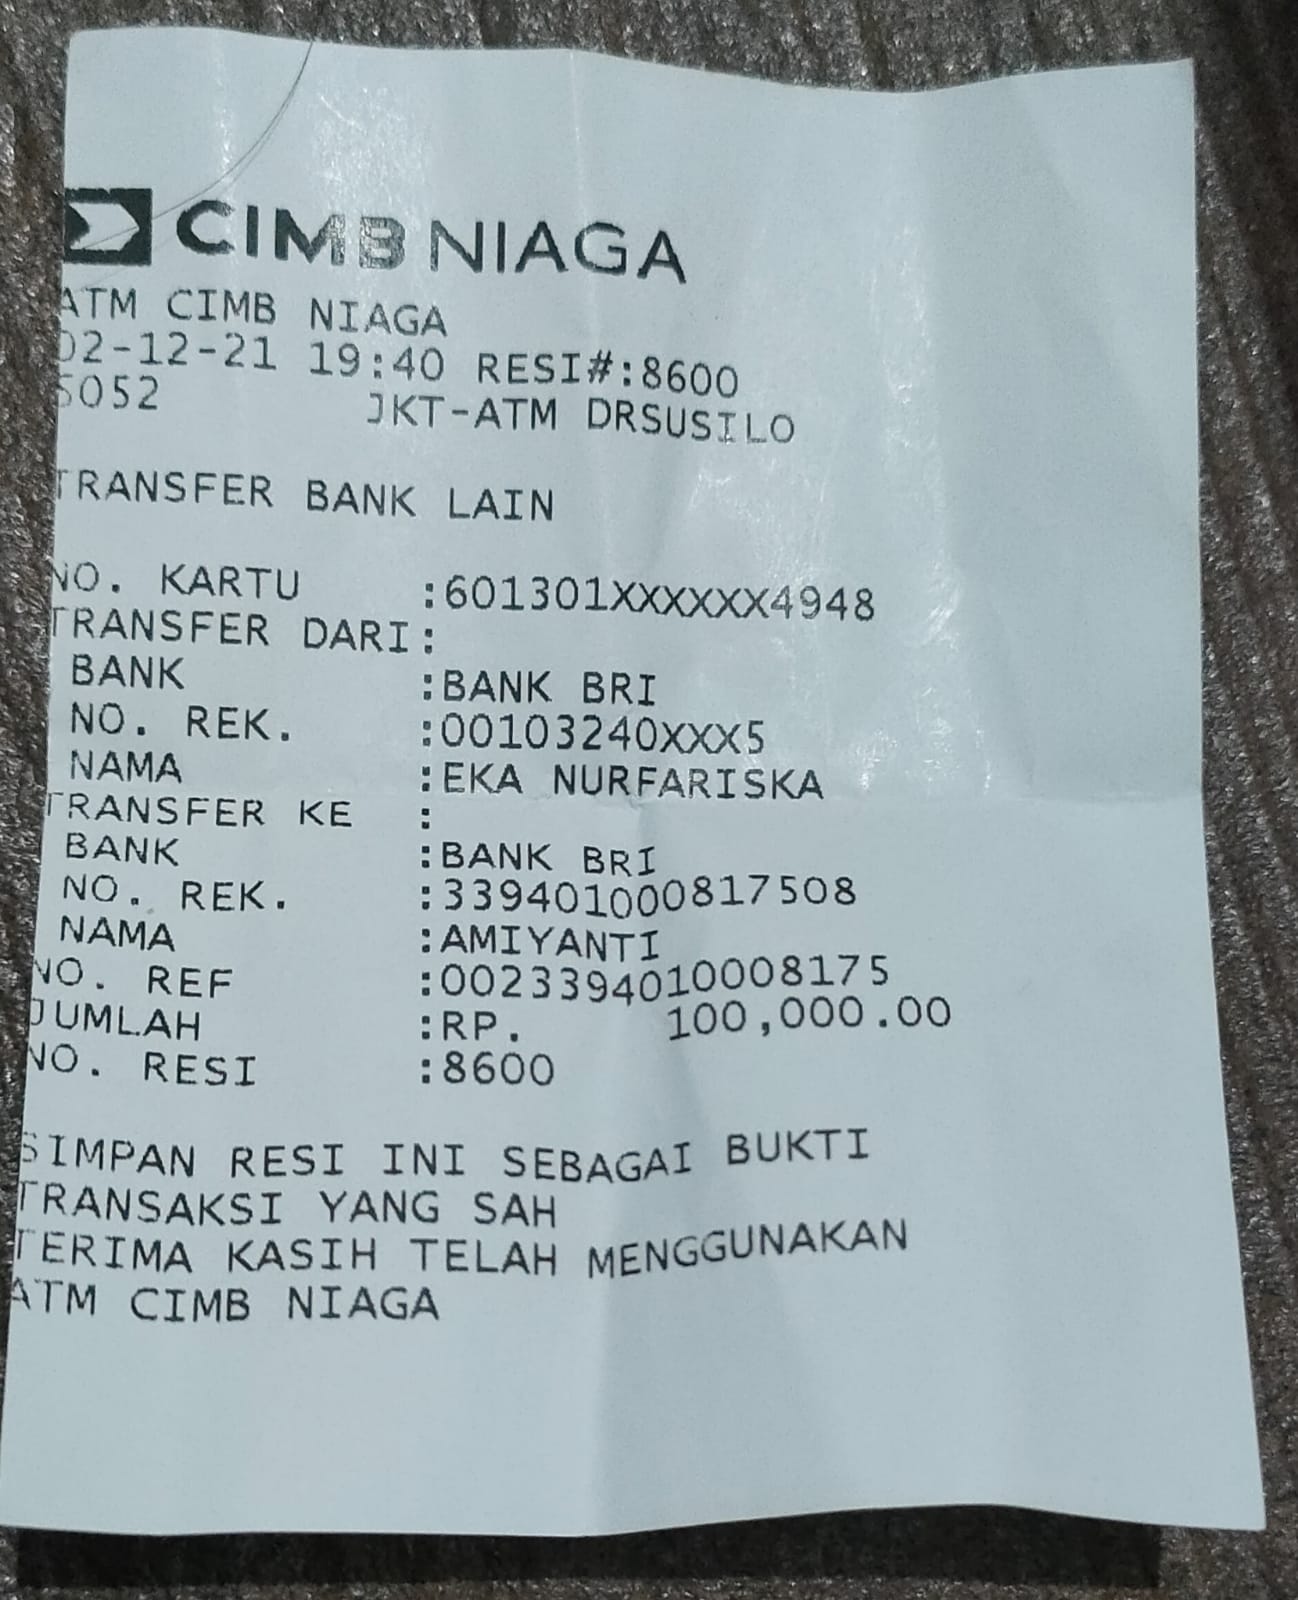 CIMB NIAGA
ATM CIMB NIAGA
02-12-21 19:40 RESI#:8600
5052 JKT-ATM DRSUSILO
TRANSFER BANK LAIN
NO. KARTU :601301XXXXXX4948
TRANSFER DARI:
BANK :BANK BRI
NO. REK. :00103240XXX5
NAMA :EKA NURFARISKA
TRANSFER KE :
BANK :BANK BRI
NO. REK. :339401000817508
NAMA :AMIYANTI
NO. REF :0023394010008175
JUMLAH :RP. 100,000.00
NO. RESI :8600
SIMPAN RESI INI SEBAGAI BUKTI
TRANSAKSI YANG SAH
TERIMA KASIH TELAH MENGGUNAKAN
ATM CIMB NIAGA